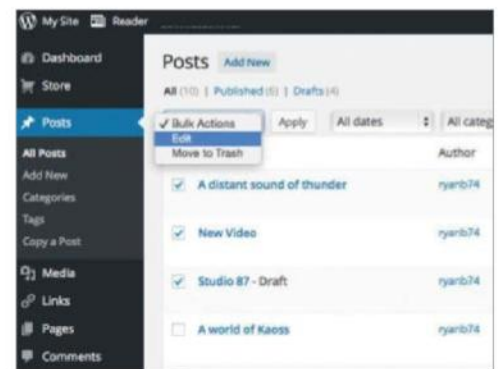 My Site Reader
Dashboard
Store
Posts
All Posts
Add New
Categories
Tags
Copy a Post
Media
Links
Pages
Comments
Posts Add New
All (10) | Published (6) | Drafts (4)
✓ Bulk Actions Apply All dates All categ
Edit
Move to Trash
Author
A distant sound of thunder ryanb74
New Video ryanb74
Studio 87 - Draft ryanb74
A world of Kaoss ryanb74